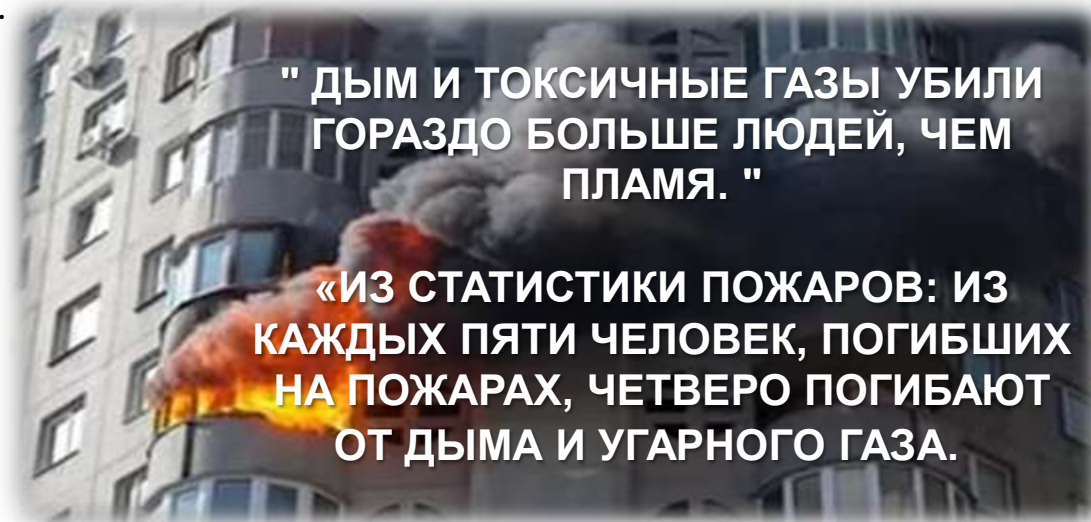 .
" ДЫМ И ТОКСИЧНЫЕ ГАЗЫ УБИЛИ
ГОРАЗДО БОЛЬШЕ ЛЮДЕЙ, ЧЕМ
ПЛАМЯ. "
«ИЗ СТАТИСТИКИ ПОЖАРОВ: ИЗ
КАЖДЫХ ПЯТИ ЧЕЛОВЕК, ПОГИБШИХ
НА ПОЖАРАХ, ЧЕТВЕРО ПОГИБАЮТ
ОТ ДЫМА И УГАРНОГО ГАЗА.